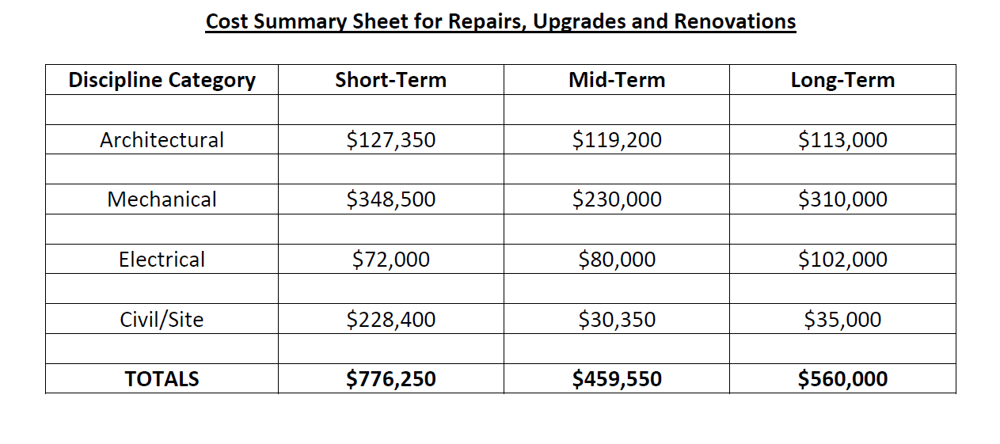 Cost Summary Sheet for Repairs, Upgrades and Renovations
Discipline Category Short-Term Mid-Term Long-Term
Architectural $127,350 $119,200 $113,000
Mechanical $348,500 $230,000 $310,000
Electrical $72,000 $80,000 $102,000
Civil/Site $228,400 $30,350 $35,000
TOTALS $776,250 $459,550 $560,000